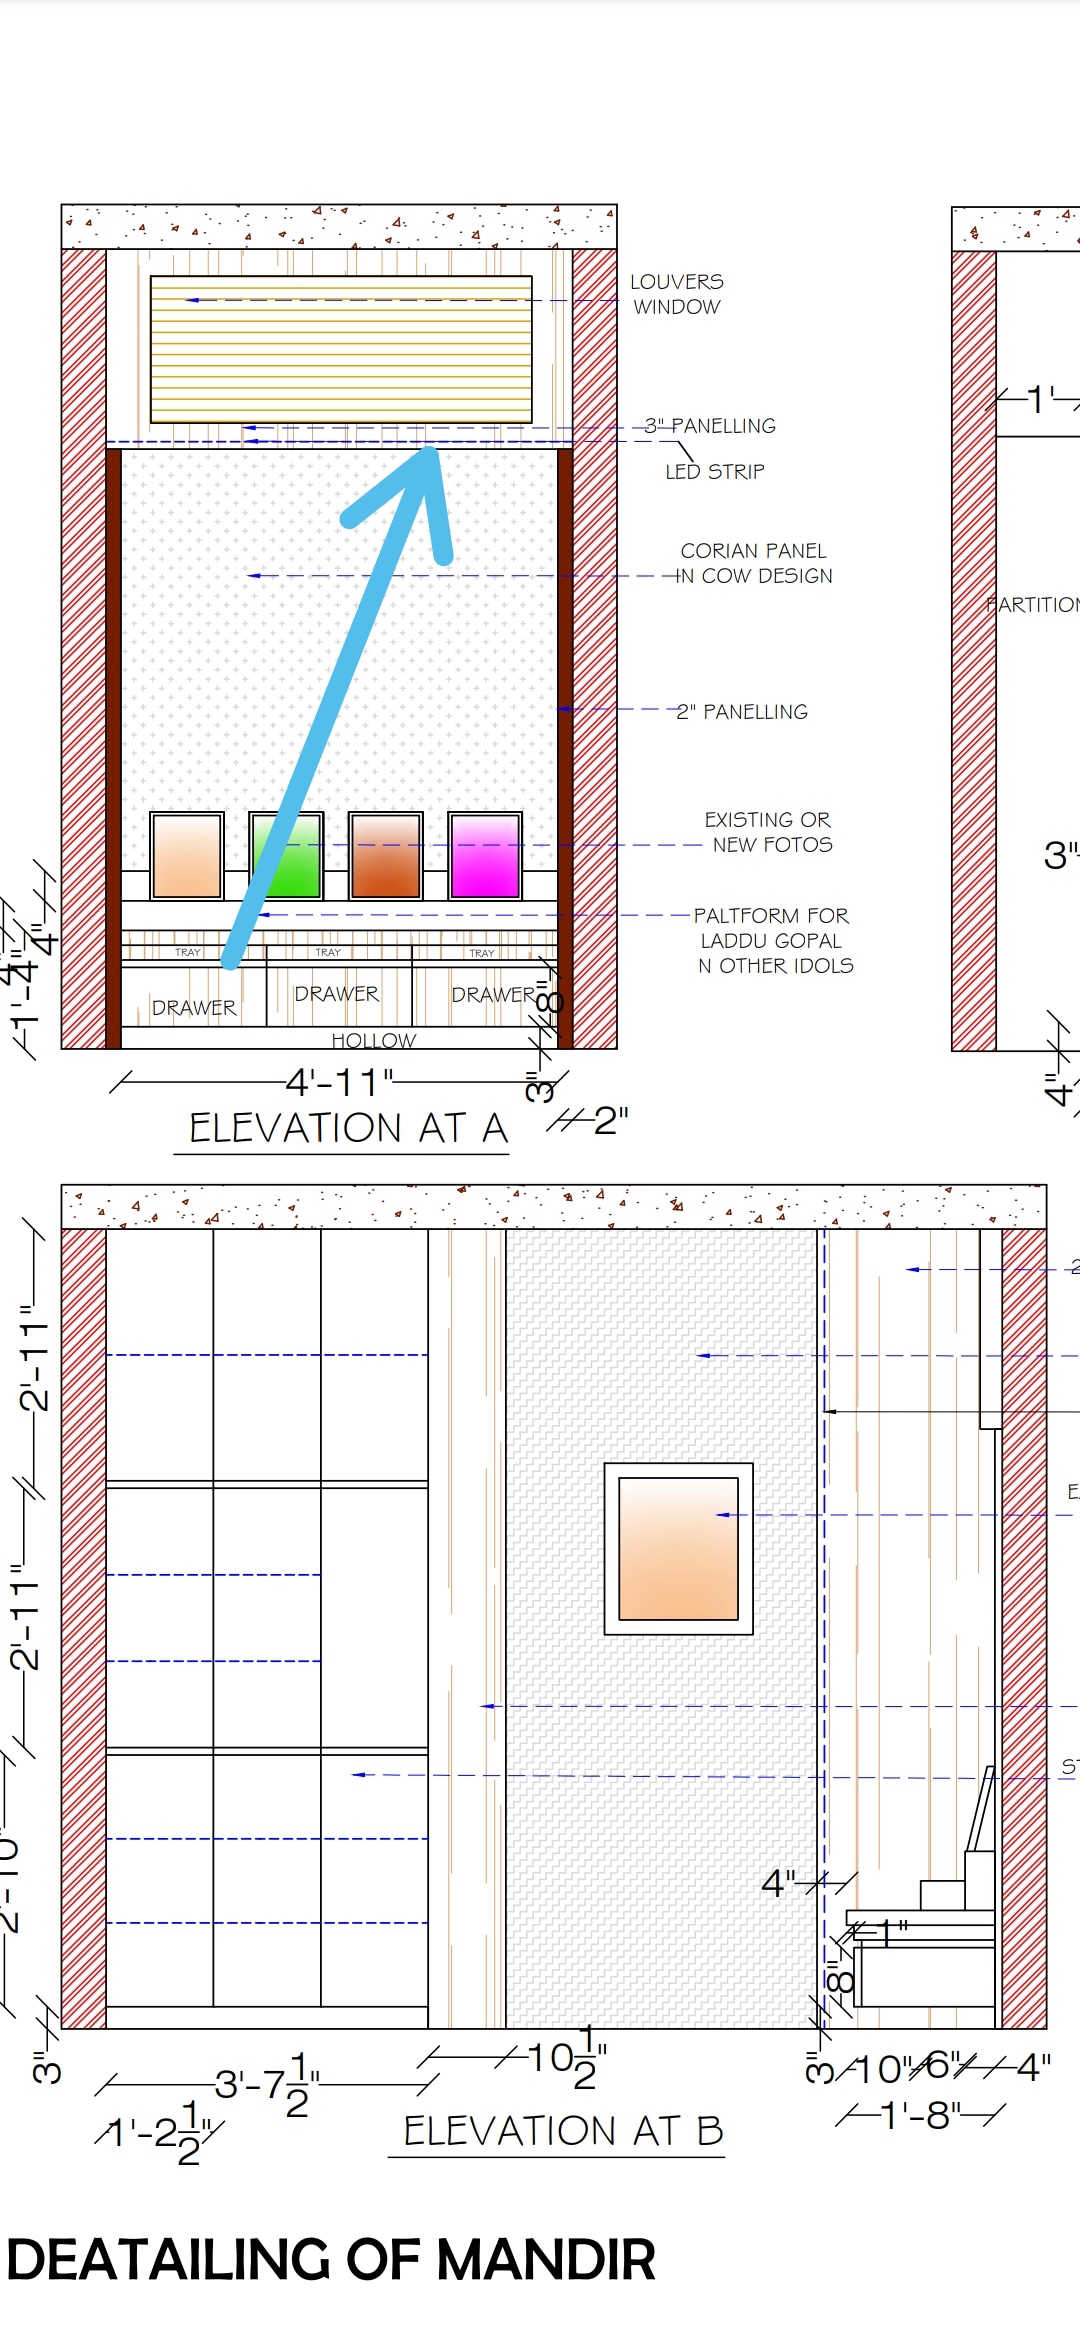 LOUVERS
WINDOW
3" PANELLING
LED STRIP
CORIAN PANEL
IN COW DESIGN
2" PANELLING
EXISTING OR
NEW FOTOS
PALTFORM FOR
LADDU GOPAL
N OTHER IDOLS
TRAY TRAY TRAY
DRAWER DRAWER DRAWER
HOLLOW
8"
4"
1'-4"
4'-11"
3"
2"
ELEVATION AT A
1'
PARTITION
3"
4"
2'-11"
2'-11"
2'-10"
3"
4"
1"
8"
3'-7 1/2"
10 1/2"
1'-2 1/2"
3"
10" 6" 4"
1'-8"
ELEVATION AT B
DEATAILING OF MANDIR